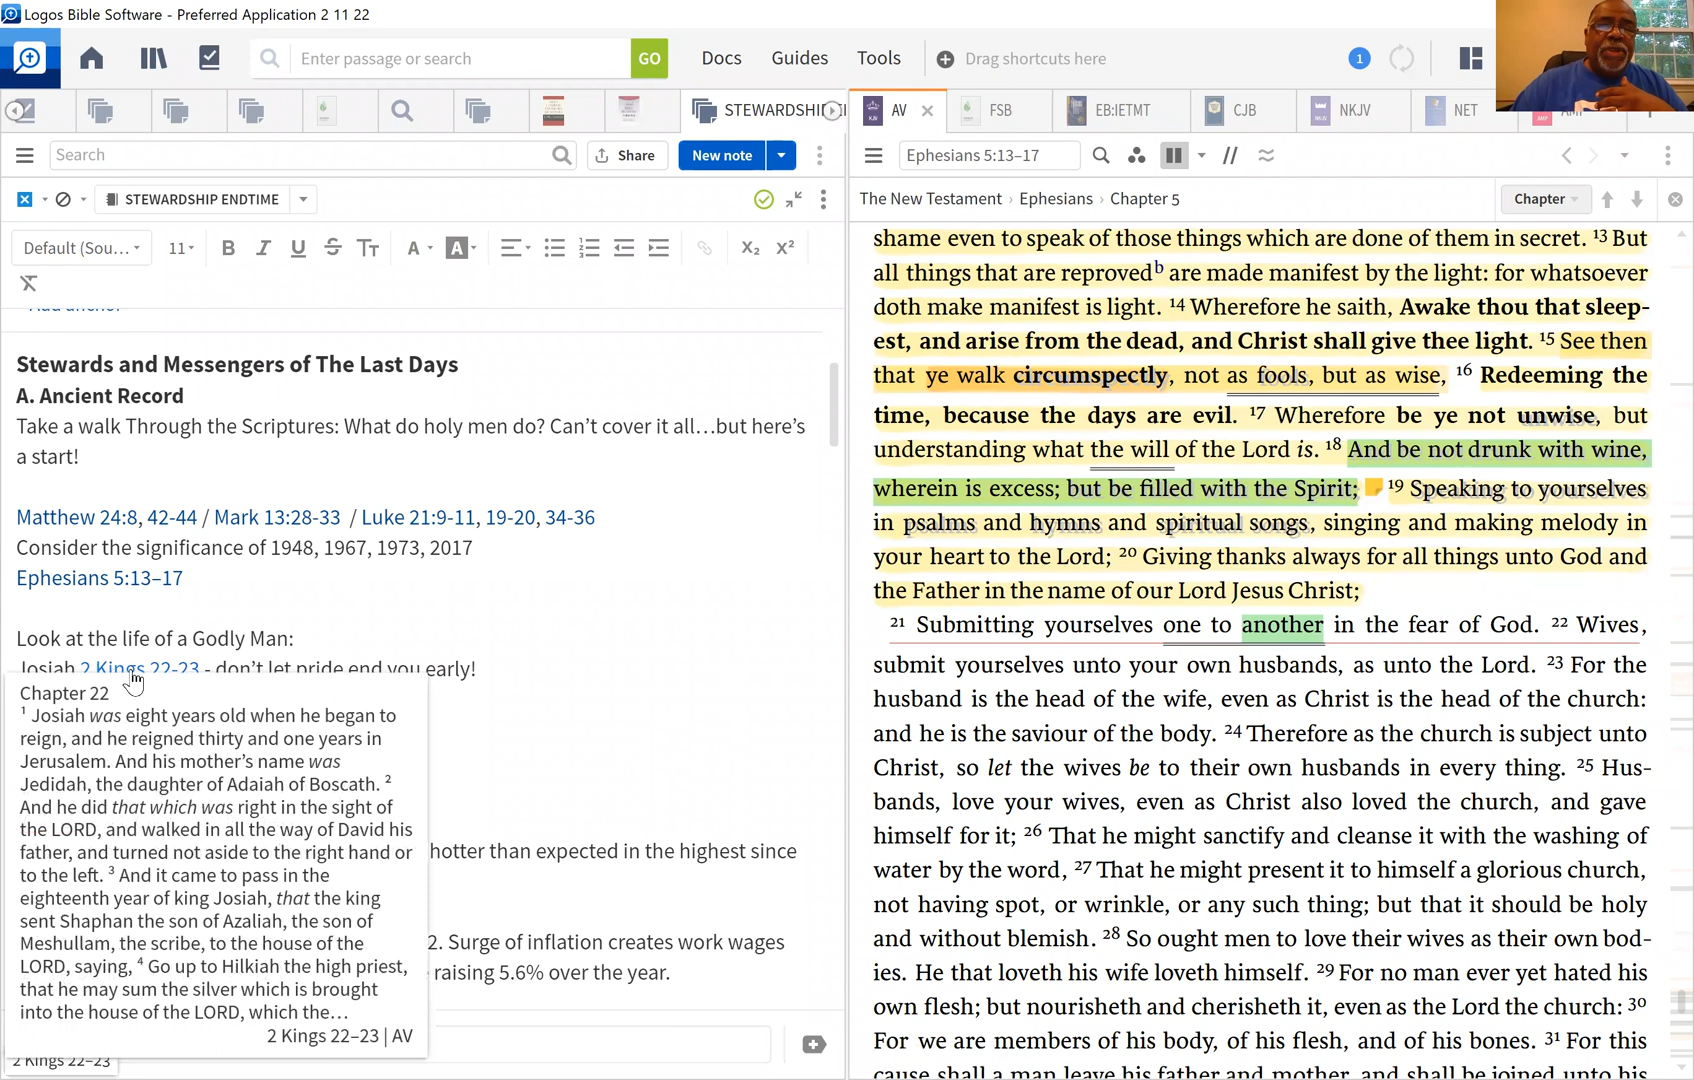 Logos Bible Software - Preferred Application 2 11 22
Enter passage or search
GO
Docs
Guides
Tools
Drag shortcuts here
1
STEWARDSHIP
AV
FSB
EB:IETMT
CJB
NKJV
NET
Search
Share
New note
Ephesians 5:13–17
STEWARDSHIP ENDTIME
The New Testament › Ephesians › Chapter 5
Chapter
Default (Sou...
11
B I U S TT
A A
X₂ X²
Stewards and Messengers of The Last Days
A. Ancient Record
Take a walk Through the Scriptures: What do holy men do? Can’t cover it all…but here’s
a start!
Matthew 24:8, 42-44 / Mark 13:28-33 / Luke 21:9-11, 19-20, 34-36
Consider the significance of 1948, 1967, 1973, 2017
Ephesians 5:13–17
Look at the life of a Godly Man:
Josiah 2 Kings 22-23 - don’t let pride end you early!
Chapter 22
¹ Josiah was eight years old when he began to
reign, and he reigned thirty and one years in
Jerusalem. And his mother’s name was
Jedidah, the daughter of Adaiah of Boscath. ²
And he did that which was right in the sight of
the LORD, and walked in all the way of David his
father, and turned not aside to the right hand or
to the left. ³ And it came to pass in the
eighteenth year of king Josiah, that the king
sent Shaphan the son of Azaliah, the son of
Meshullam, the scribe, to the house of the
LORD, saying, ⁴ Go up to Hilkiah the high priest,
that he may sum the silver which is brought
into the house of the LORD, which the…
2 Kings 22–23 | AV
2 Kings 22–23
hotter than expected in the highest since
2. Surge of inflation creates work wages
raising 5.6% over the year.
shame even to speak of those things which are done of them in secret. ¹³ But
all things that are reprovedᵇ are made manifest by the light: for whatsoever
doth make manifest is light. ¹⁴ Wherefore he saith, Awake thou that sleep-
est, and arise from the dead, and Christ shall give thee light. ¹⁵ See then
that ye walk circumspectly, not as fools, but as wise, ¹⁶ Redeeming the
time, because the days are evil. ¹⁷ Wherefore be ye not unwise, but
understanding what the will of the Lord is. ¹⁸ And be not drunk with wine,
wherein is excess; but be filled with the Spirit; ¹⁹ Speaking to yourselves
in psalms and hymns and spiritual songs, singing and making melody in
your heart to the Lord; ²⁰ Giving thanks always for all things unto God and
the Father in the name of our Lord Jesus Christ;
²¹ Submitting yourselves one to another in the fear of God. ²² Wives,
submit yourselves unto your own husbands, as unto the Lord. ²³ For the
husband is the head of the wife, even as Christ is the head of the church:
and he is the saviour of the body. ²⁴ Therefore as the church is subject unto
Christ, so let the wives be to their own husbands in every thing. ²⁵ Hus-
bands, love your wives, even as Christ also loved the church, and gave
himself for it; ²⁶ That he might sanctify and cleanse it with the washing of
water by the word, ²⁷ That he might present it to himself a glorious church,
not having spot, or wrinkle, or any such thing; but that it should be holy
and without blemish. ²⁸ So ought men to love their wives as their own bod-
ies. He that loveth his wife loveth himself. ²⁹ For no man ever yet hated his
own flesh; but nourisheth and cherisheth it, even as the Lord the church: ³⁰
For we are members of his body, of his flesh, and of his bones. ³¹ For this
cause shall a man leave his father and mother, and shall be joined unto his